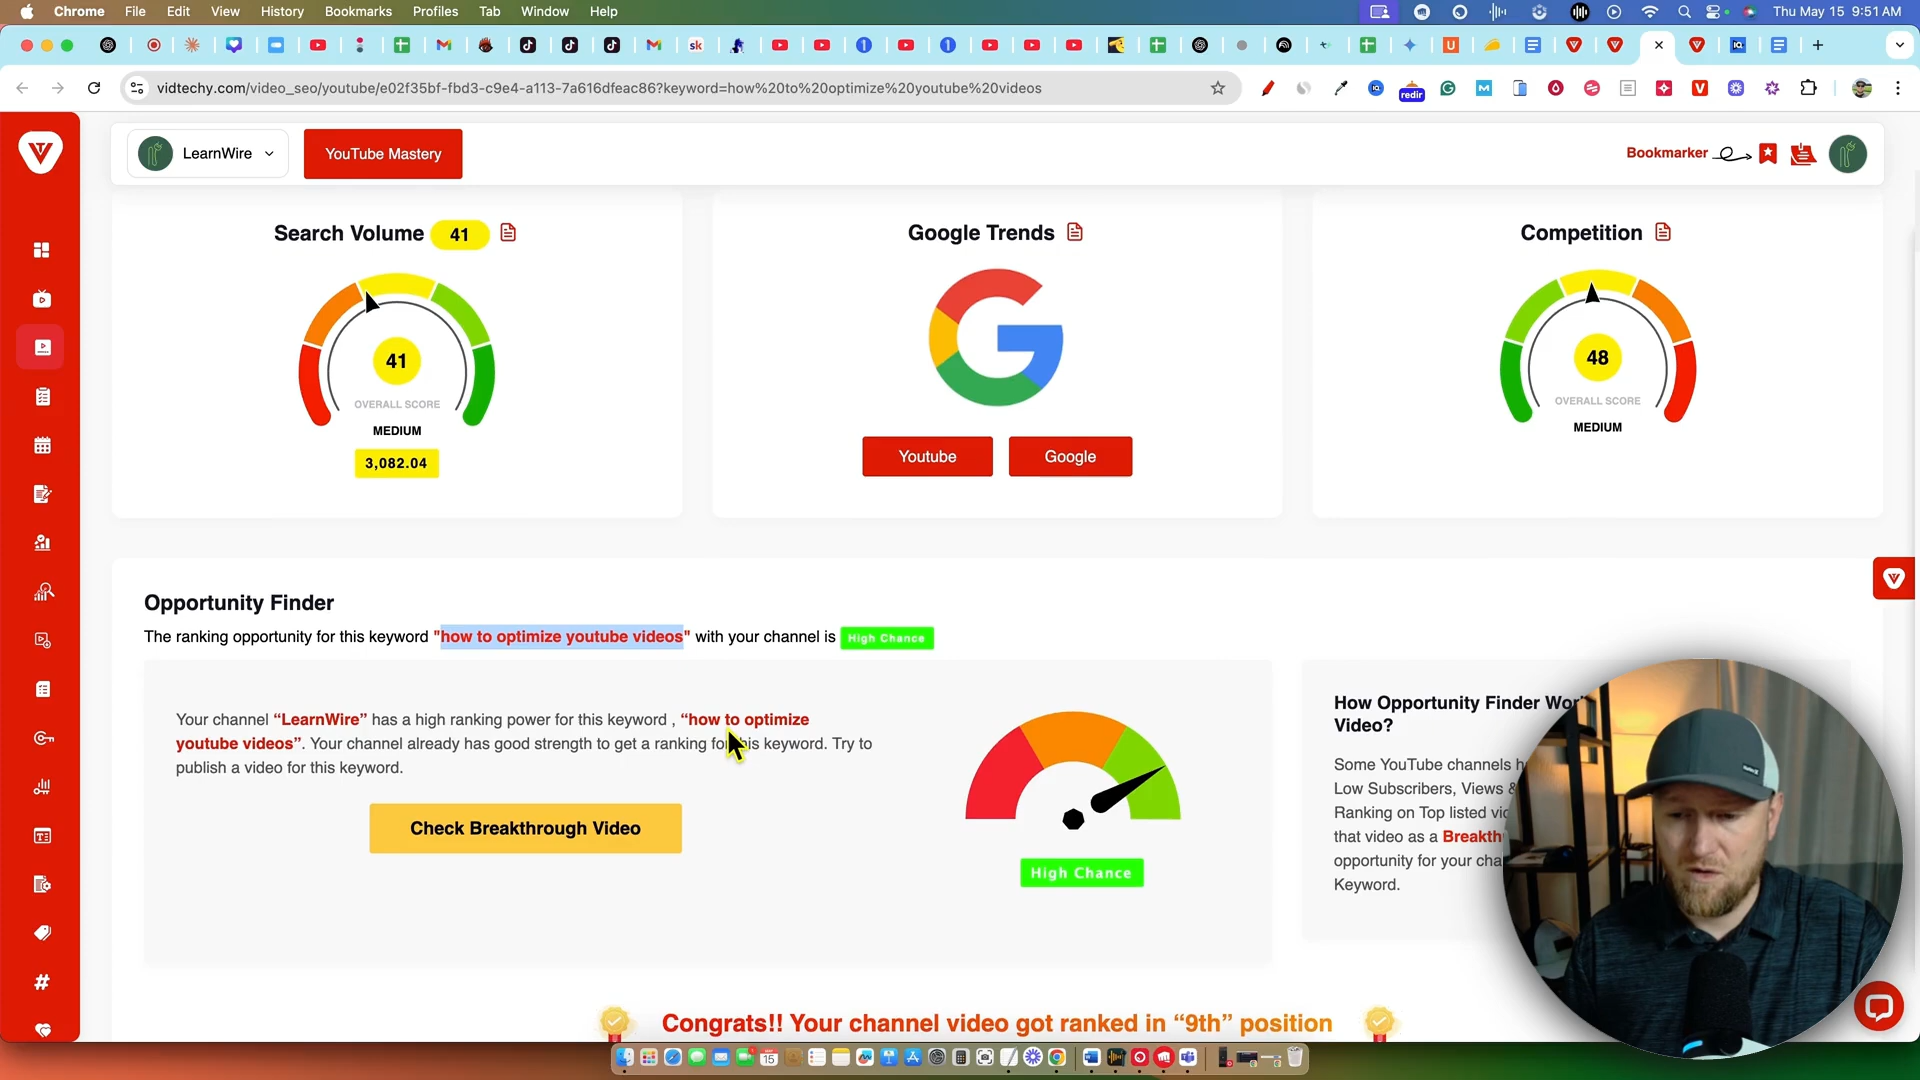 Chrome File Edit View History Bookmarks Profiles Tab Window Help Thu May 15 9:51 AM
vidtechy.com/video_seo/youtube/e02f35bf-fbd3-c9e4-a113-7a616dfeac86?keyword=how%20to%20optimize%20youtube%20videos
redir
LearnWire
YouTube Mastery
Bookmarker
Search Volume 41
41
OVERALL SCORE
MEDIUM
3,082.04
Google Trends
Youtube Google
Competition
48
OVERALL SCORE
MEDIUM
Opportunity Finder
The ranking opportunity for this keyword "how to optimize youtube videos" with your channel is High Chance
Your channel “LearnWire” has a high ranking power for this keyword , “how to optimize
youtube videos”. Your channel already has good strength to get a ranking for this keyword. Try to
publish a video for this keyword.
Check Breakthrough Video
High Chance
How Opportunity Finder
Video?
Some YouTube channels
Low Subscribers, Views &
Ranking on Top listed
that video as a
opportunity for your
Keyword.
Congrats!! Your channel video got ranked in “9th” position